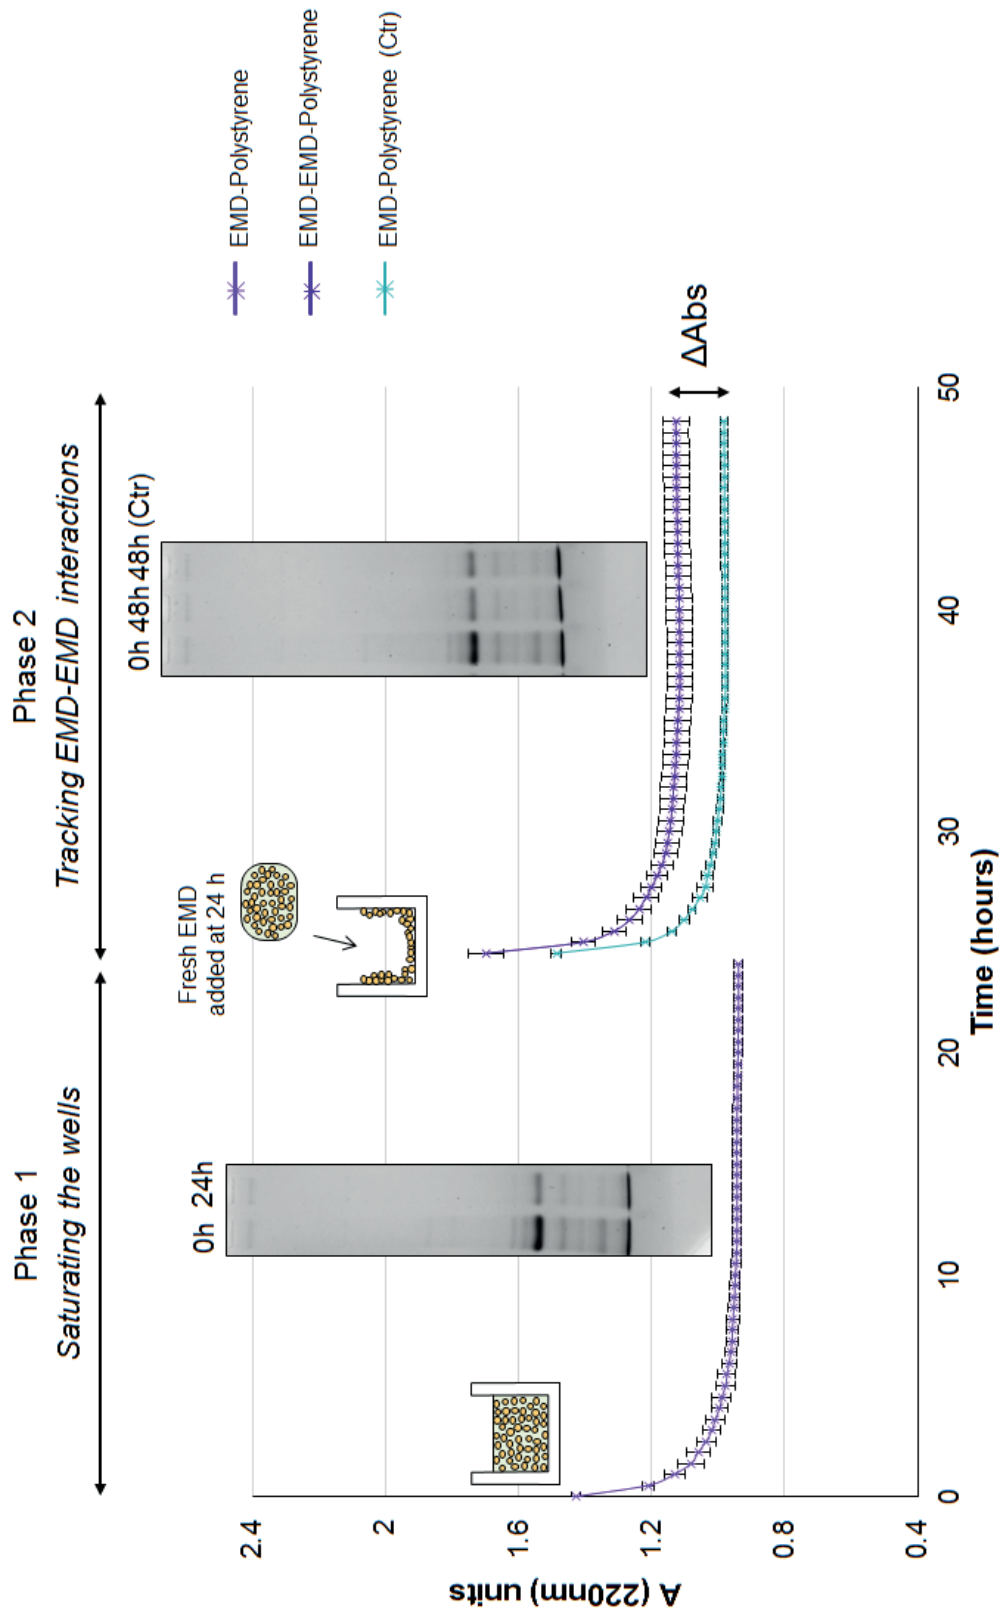 Phase 1
Saturating the wells
Phase 2
Tracking EMD-EMD interactions
0h 24h
Fresh EMD
added at 24 h
0h 48h 48h (Ctr)
EMD-Polystyrene
EMD-EMD-Polystyrene
EMD-Polystyrene (Ctr)
ΔAbs
A (220nm) units
2.4
2
1.6
1.2
0.8
0.4
0 10 20 30 40 50
Time (hours)